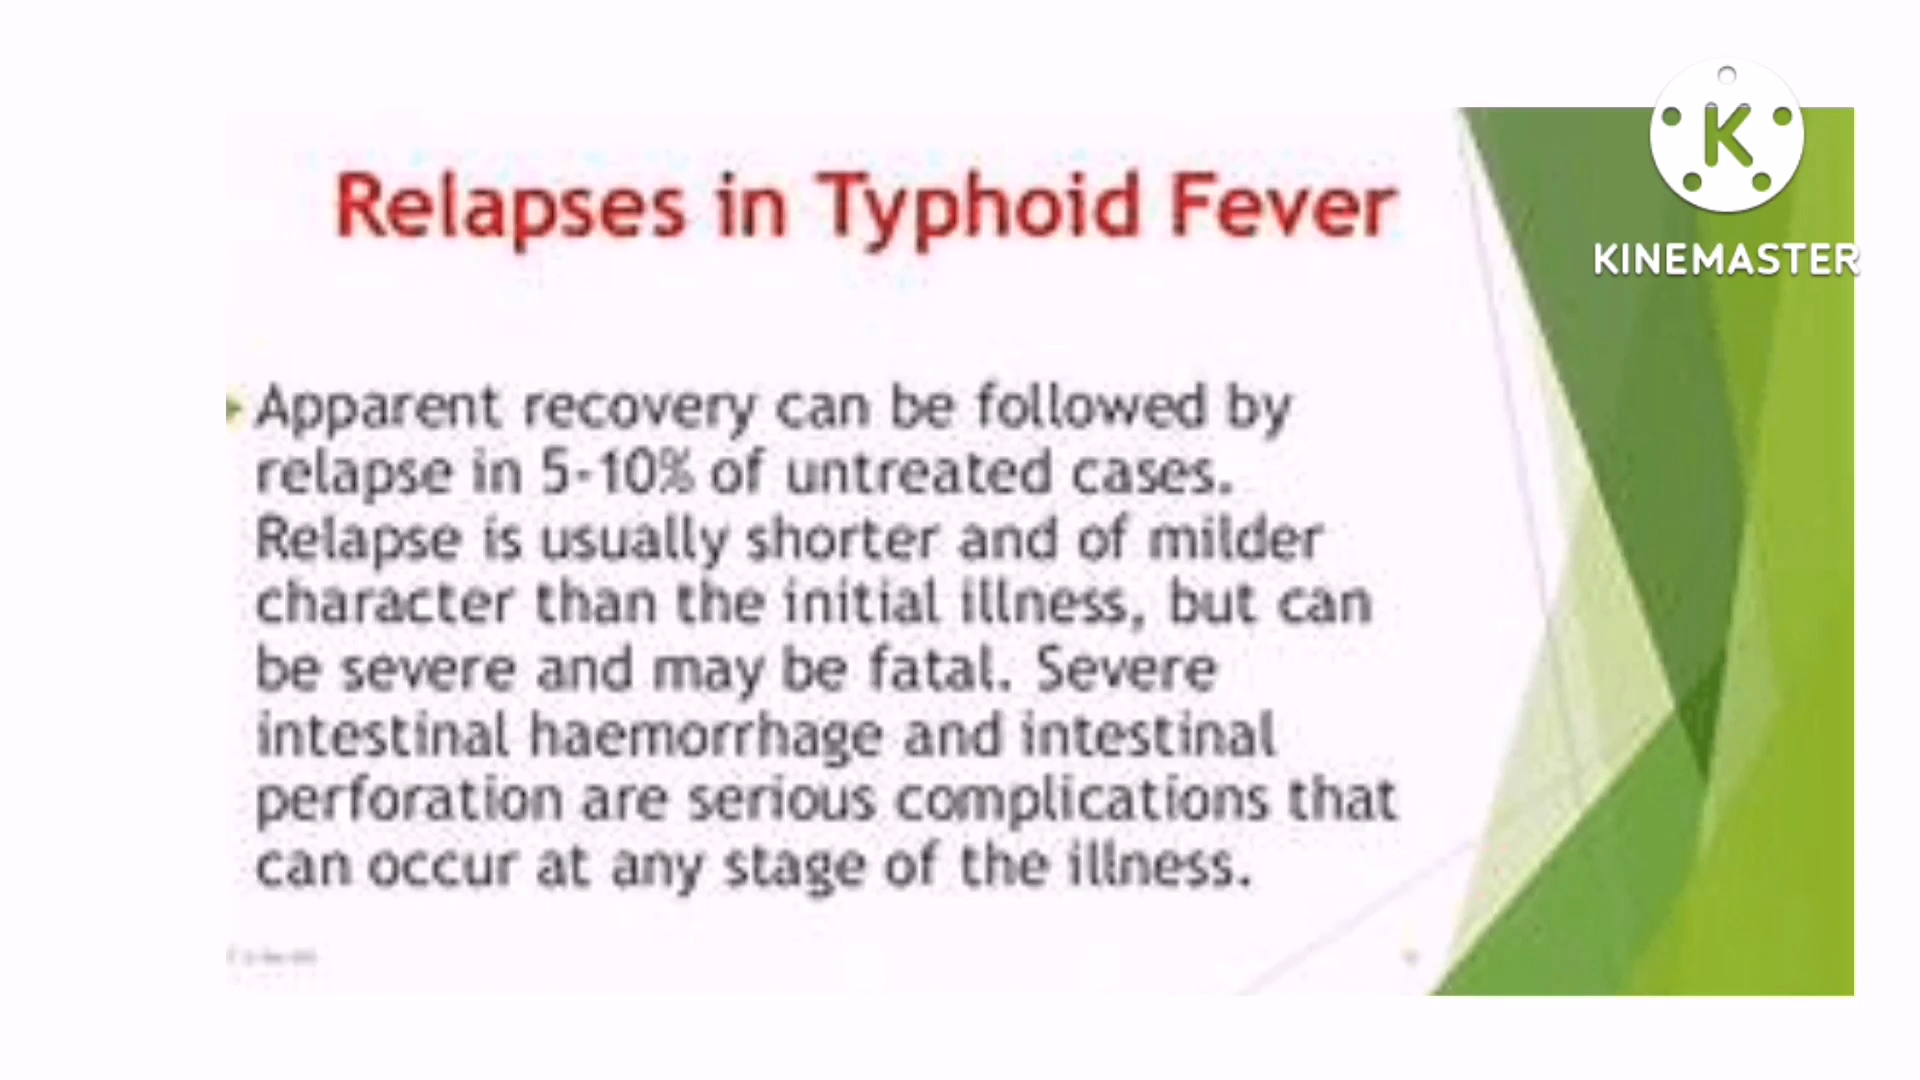 KINEMASTER
Relapses in Typhoid Fever
Apparent recovery can be followed by
relapse in 5-10% of untreated cases.
Relapse is usually shorter and of milder
character than the initial illness, but can
be severe and may be fatal. Severe
intestinal haemorrhage and intestinal
perforation are serious complications that
can occur at any stage of the illness.